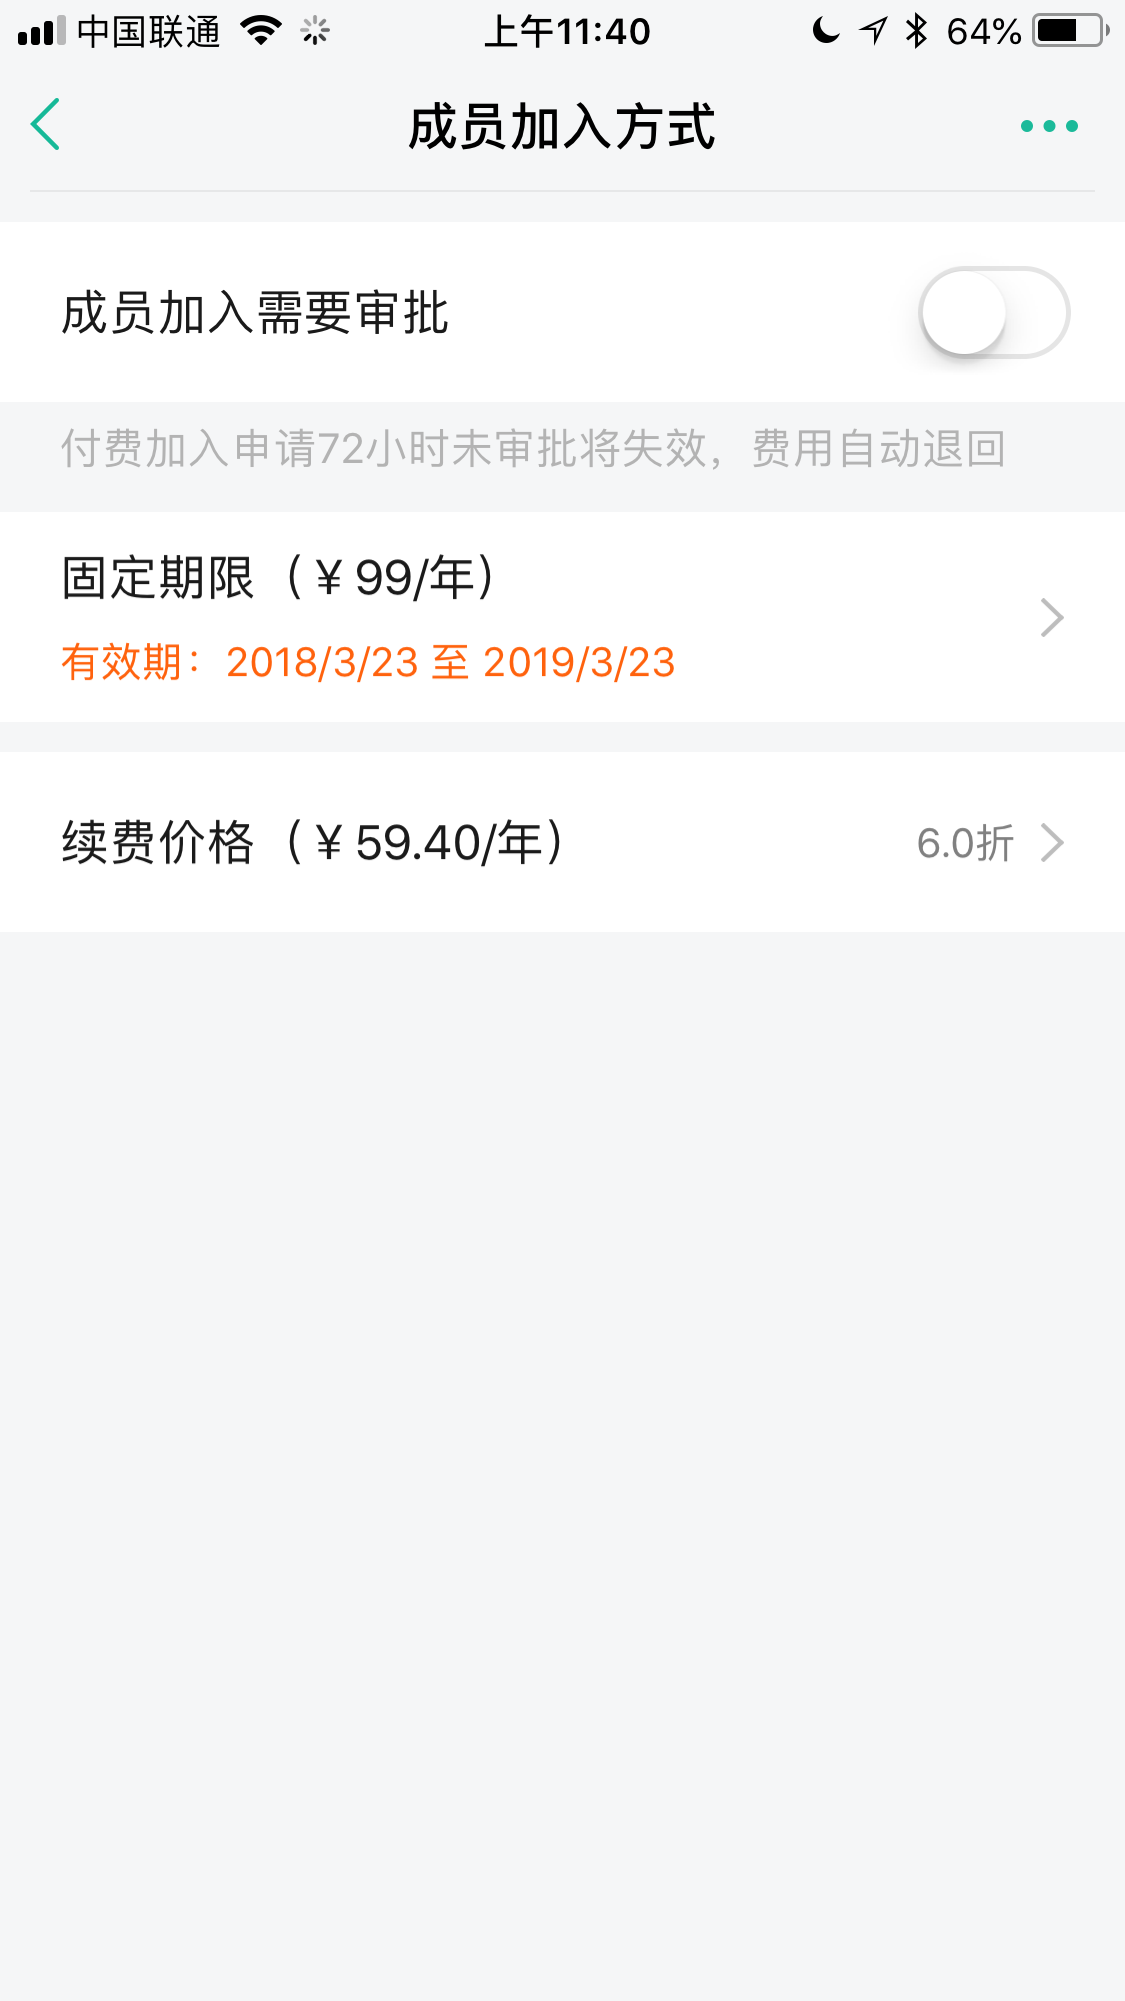 中国联通
上午11:40
64%
成员加入方式
成员加入需要审批
付费加入申请72小时未审批将失效，费用自动退回
固定期限（¥99/年）
有效期：2018/3/23 至 2019/3/23
续费价格（¥59.40/年）
6.0折